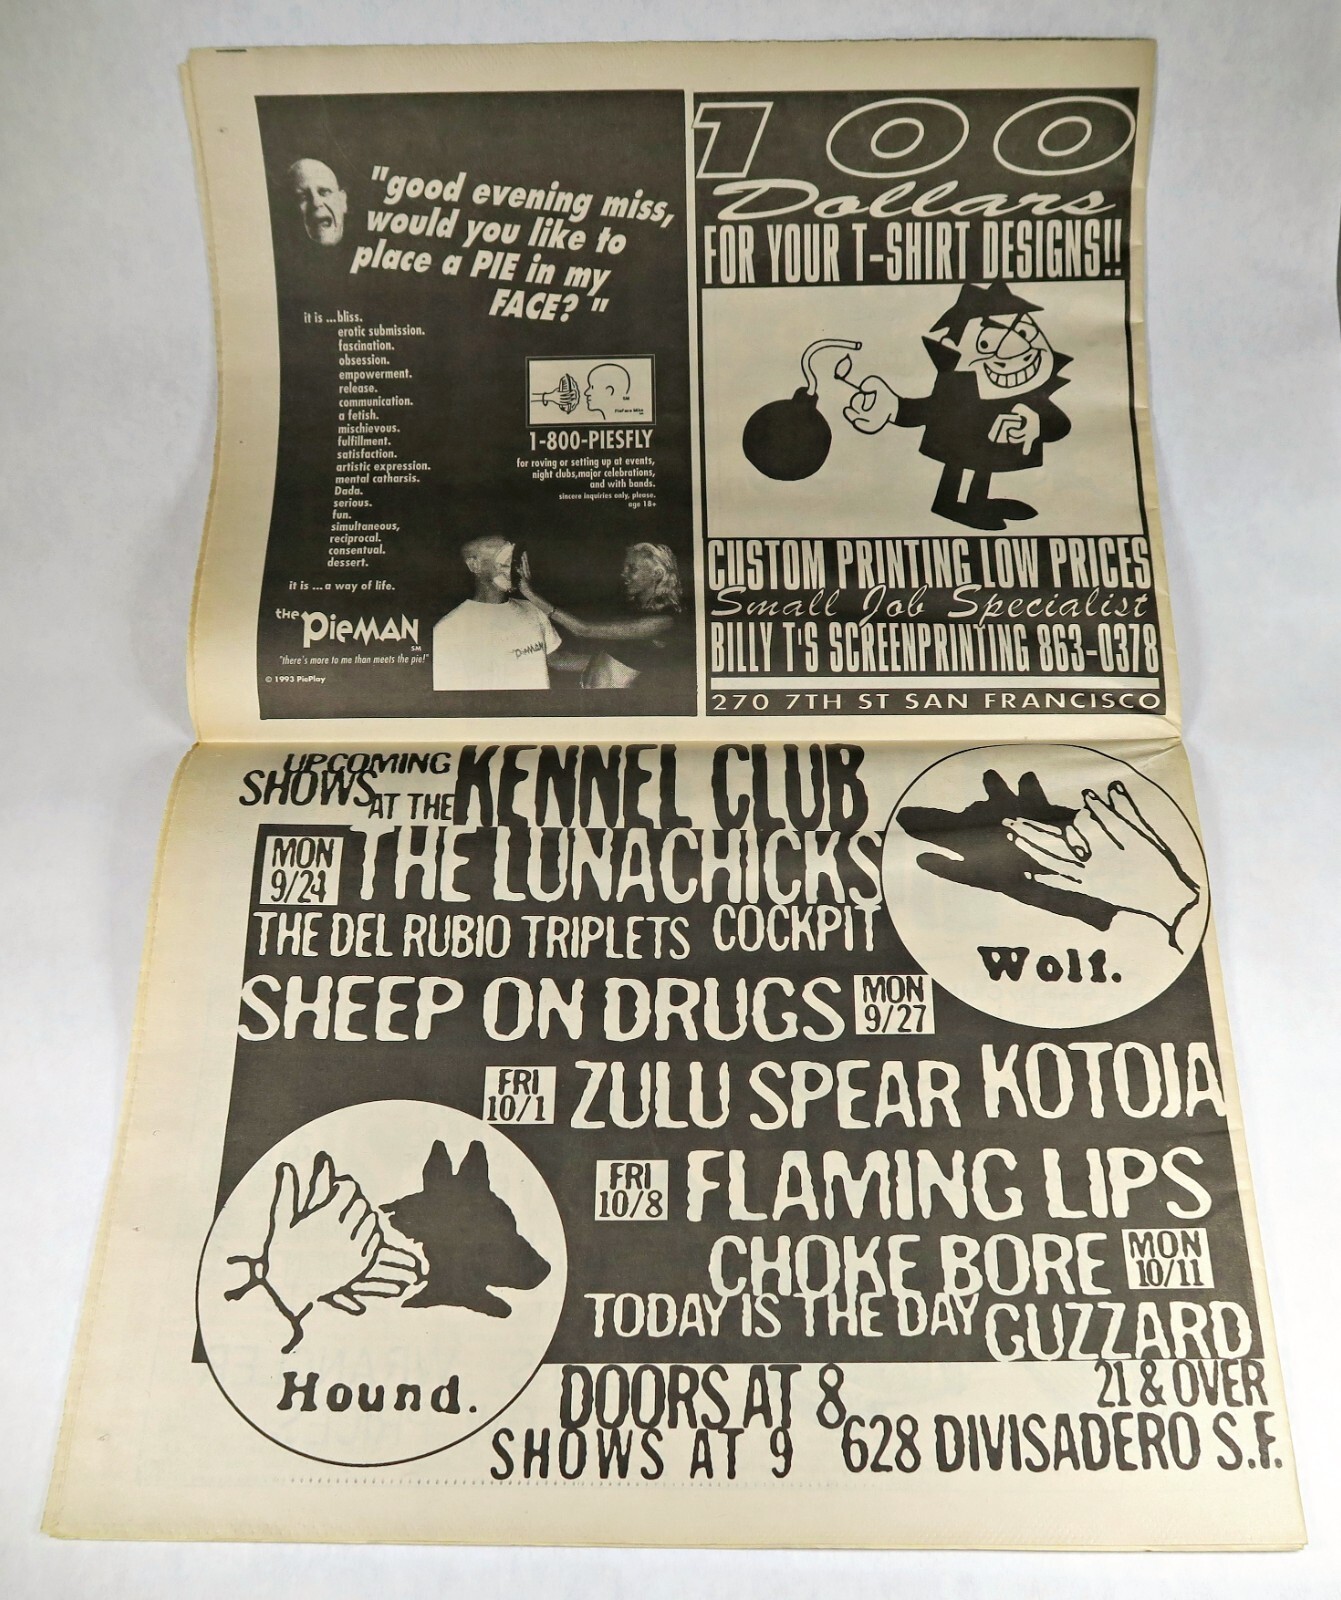 "good evening miss,
would you like to
place a PIE in my
FACE? "
it is ...bliss.
erotic submission.
fascination.
obsession.
empowerment.
release.
communication.
a fetish.
mischievous.
fulfillment.
satisfaction.
artistic expression.
mental catharsis.
Dada.
serious.
fun.
simultaneous,
reciprocal.
consentual.
dessert.
it is ...a way of life.
the PieMAN
SM
"there's more to me than meets the pie!"
© 1993 PiePlay
1-800-PIESFLY
for roving or setting up at events,
night clubs,major celebrations,
and with bands.
sincere inquiries only, please.
age 18+
PieMAN
100
Dollars
FOR YOUR T-SHIRT DESIGNS!!
CUSTOM PRINTING LOW PRICES
Small Job Specialist
BILLY T'S SCREENPRINTING 863-0378
270 7TH ST SAN FRANCISCO
UPCOMING
SHOWS AT THE KENNEL CLUB
MON 9/24 THE LUNACHICKS
THE DEL RUBIO TRIPLETS COCKPIT
Wolf.
SHEEP ON DRUGS MON 9/27
FRI 10/1 ZULU SPEAR KOTOJA
FRI 10/8 FLAMING LIPS
CHOKE BORE MON 10/11
TODAY IS THE DAY GUZZARD
Hound.
DOORS AT 8 21 & OVER
SHOWS AT 9 628 DIVISADERO S.F.